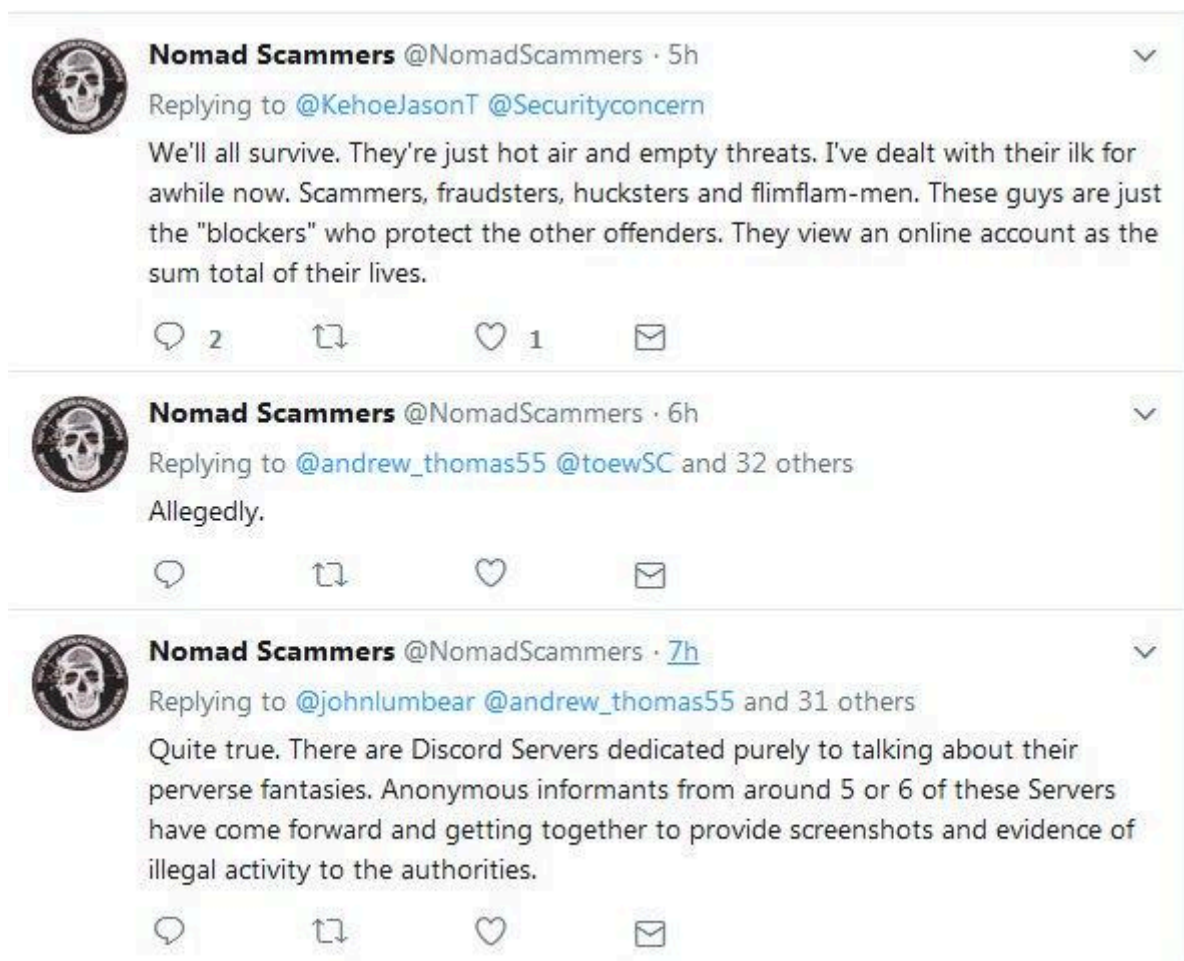 Nomad Scammers @NomadScammers · 5h
Replying to @KehoeJasonT @Securityconcern
We'll all survive. They're just hot air and empty threats. I've dealt with their ilk for
awhile now. Scammers, fraudsters, hucksters and flimflam-men. These guys are just
the "blockers" who protect the other offenders. They view an online account as the
sum total of their lives.
2 1
Nomad Scammers @NomadScammers · 6h
Replying to @andrew_thomas55 @toewSC and 32 others
Allegedly.
Nomad Scammers @NomadScammers · 7h
Replying to @johnlumbear @andrew_thomas55 and 31 others
Quite true. There are Discord Servers dedicated purely to talking about their
perverse fantasies. Anonymous informants from around 5 or 6 of these Servers
have come forward and getting together to provide screenshots and evidence of
illegal activity to the authorities.